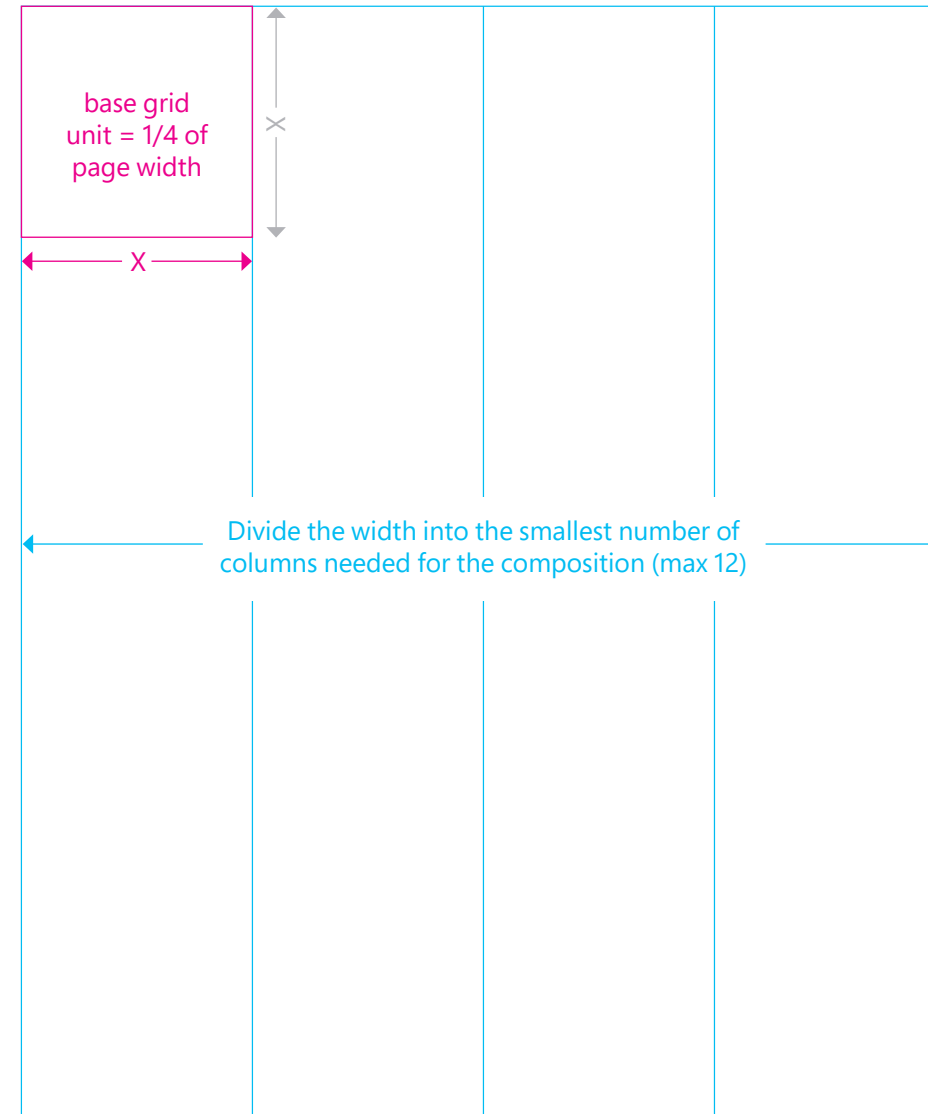 base grid
unit = 1/4 of
page width
X
X
Divide the width into the smallest number of
columns needed for the composition (max 12)